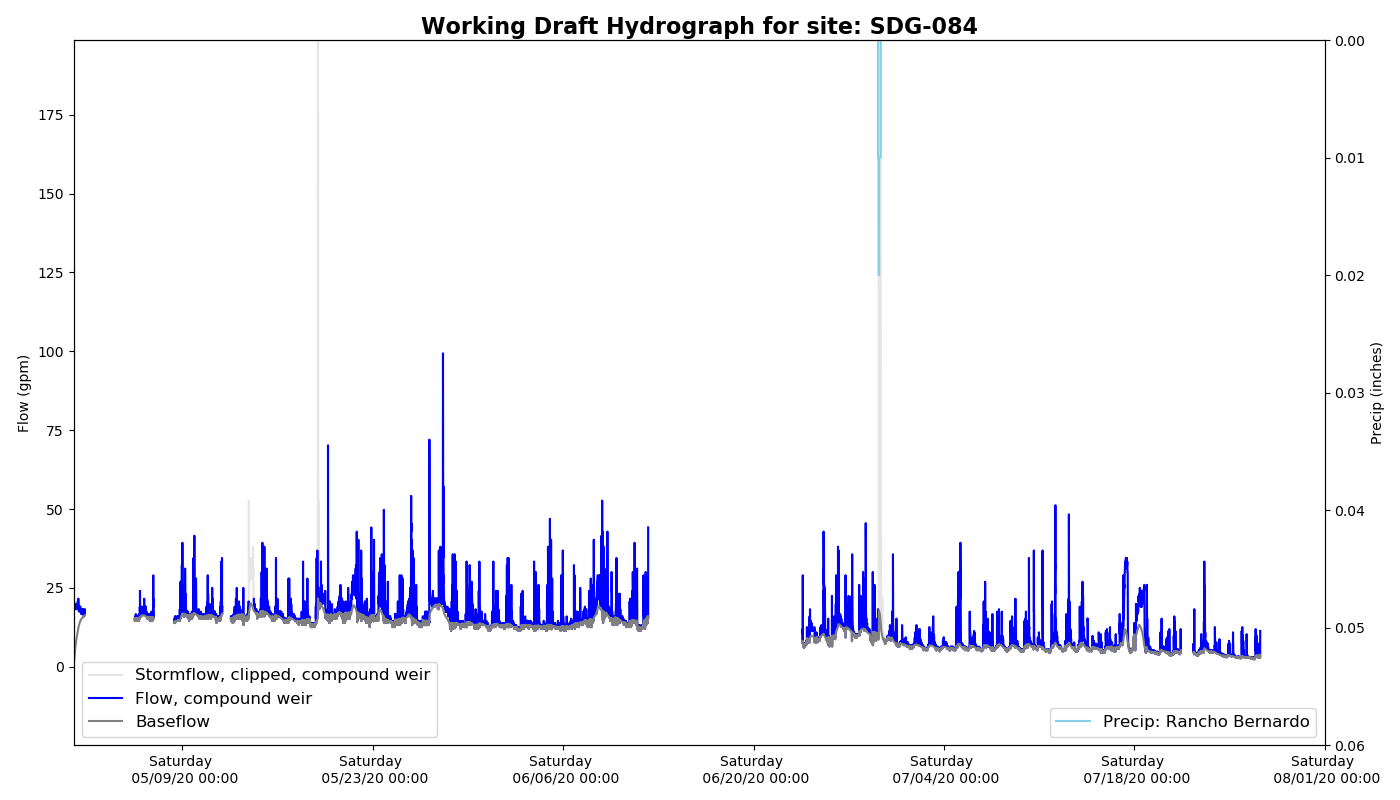 Working Draft Hydrograph for site: SDG-084
175
150
125
100
75
50
25
0
Flow (gpm)
0.00
0.01
0.02
0.03
0.04
0.05
0.06
Precip (inches)
Stormflow, clipped, compound weir
Flow, compound weir
Baseflow
Precip: Rancho Bernardo
Saturday
05/09/20 00:00
Saturday
05/23/20 00:00
Saturday
06/06/20 00:00
Saturday
06/20/20 00:00
Saturday
07/04/20 00:00
Saturday
07/18/20 00:00
Saturday
08/01/20 00:00